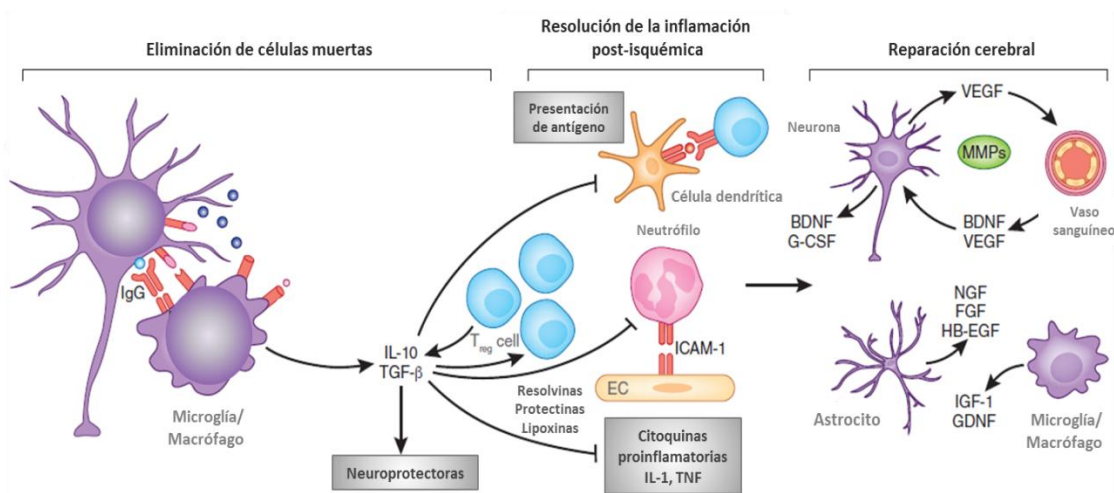 Eliminación de células muertas
Resolución de la inflamación
post-isquémica
Reparación cerebral
IgG
Microglía/
Macrófago
IL-10
TGF-β
Neuroprotectoras
Presentación
de antígeno
Célula dendrítica
Neutrófilo
Treg cell
ICAM-1
EC
Resolvinas
Protectinas
Lipoxinas
Citoquinas
proinflamatorias
IL-1, TNF
VEGF
Neurona
MMPs
BDNF
G-CSF
BDNF
VEGF
Vaso
sanguíneo
NGF
FGF
HB-EGF
Astrocito
IGF-1
GDNF
Microglía/
Macrófago